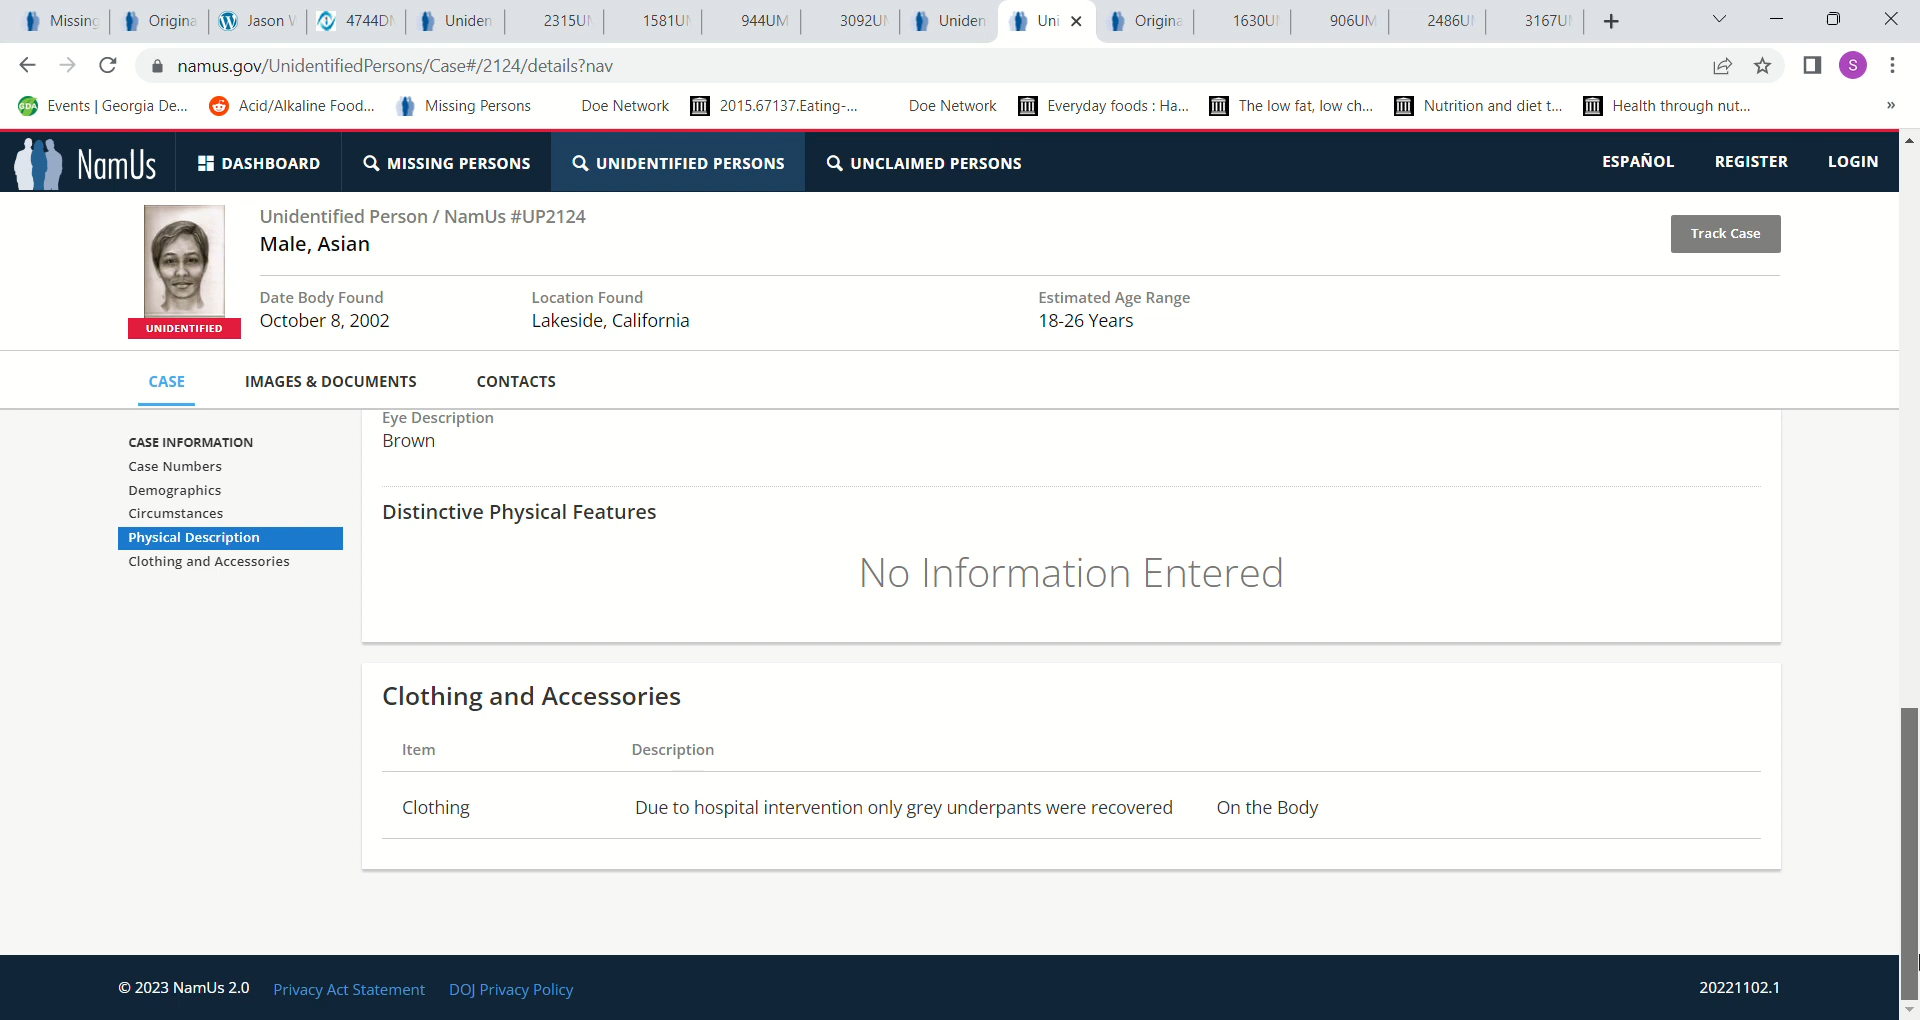 Missing Origina Jason 4744D Uniden 2315U 1581U 944UM 3092U Uniden Uni Origina 1630U 906UM 2486U 3167U
namus.gov/UnidentifiedPersons/Case#/2124/details?nav S
GDA Events | Georgia De... Acid/Alkaline Food... Missing Persons Doe Network 2015.67137.Eating-... Doe Network Everyday foods : Ha... The low fat, low ch... Nutrition and diet t... Health through nut... »
NamUs DASHBOARD MISSING PERSONS UNIDENTIFIED PERSONS UNCLAIMED PERSONS ESPAÑOL REGISTER LOGIN
Unidentified Person / NamUs #UP2124
Male, Asian
Track Case
Date Body Found Location Found Estimated Age Range
October 8, 2002 Lakeside, California 18-26 Years
UNIDENTIFIED
CASE IMAGES & DOCUMENTS CONTACTS
CASE INFORMATION
Case Numbers
Demographics
Circumstances
Physical Description
Clothing and Accessories
Eye Description
Brown
Distinctive Physical Features
No Information Entered
Clothing and Accessories
Item Description
Clothing Due to hospital intervention only grey underpants were recovered On the Body
© 2023 NamUs 2.0 Privacy Act Statement DOJ Privacy Policy 20221102.1